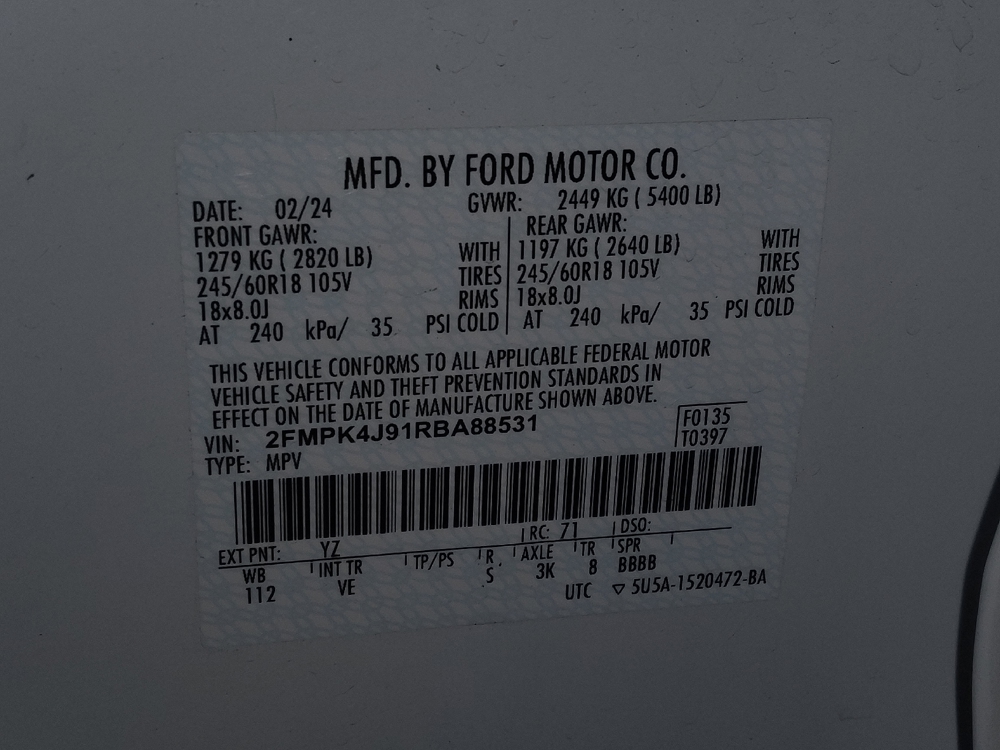 MFD. BY FORD MOTOR CO.
DATE: 02/24 GVWR: 2449 KG ( 5400 LB)
FRONT GAWR:
1279 KG ( 2820 LB) WITH
245/60R18 105V TIRES
18x8.0J RIMS
AT 240 kPa/ 35 PSI COLD
REAR GAWR:
1197 KG ( 2640 LB) WITH
245/60R18 105V TIRES
18x8.0J RIMS
AT 240 kPa/ 35 PSI COLD
THIS VEHICLE CONFORMS TO ALL APPLICABLE FEDERAL MOTOR
VEHICLE SAFETY AND THEFT PREVENTION STANDARDS IN
EFFECT ON THE DATE OF MANUFACTURE SHOWN ABOVE.
VIN: 2FMPK4J91RBA88531
TYPE: MPV
F0135
T0397
EXT PNT: YZ RC: 71 DSO:
WB INT TR TP/PS R AXLE TR SPR
112 VE S 3K 8 BBBB
UTC ▽ 5U5A-1520472-BA